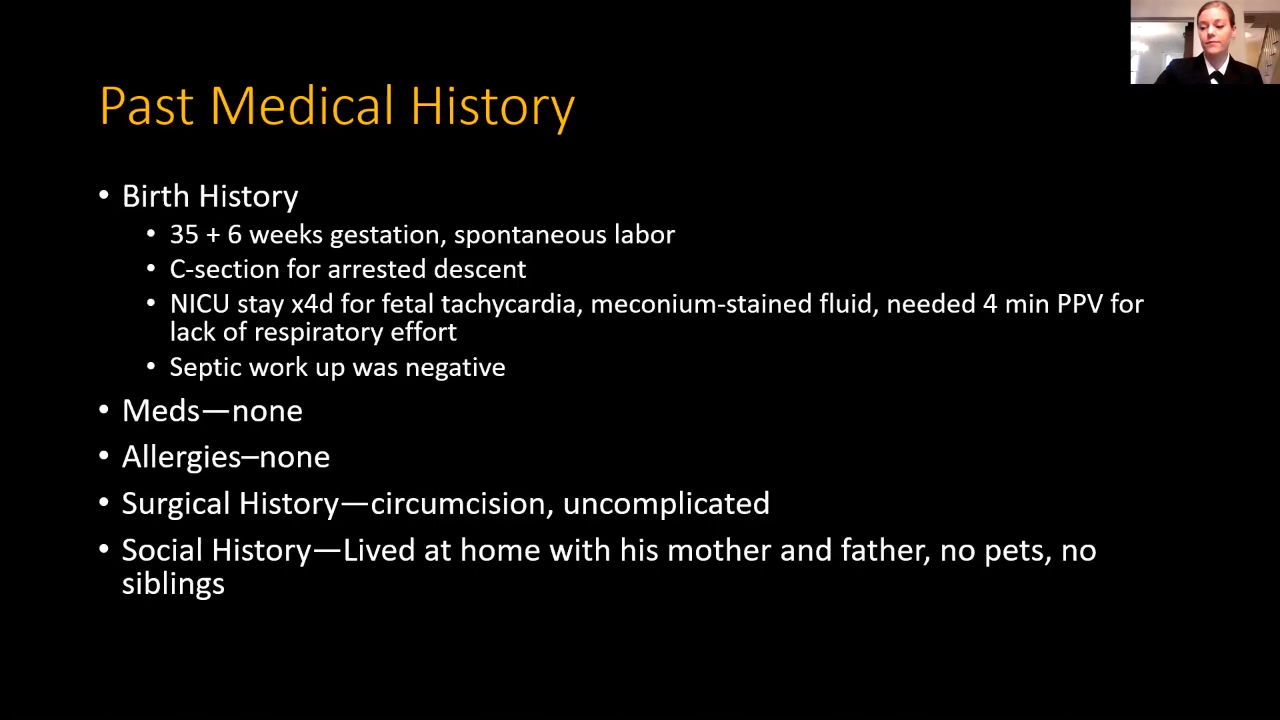 Past Medical History
• Birth History
• 35 + 6 weeks gestation, spontaneous labor
• C-section for arrested descent
• NICU stay x4d for fetal tachycardia, meconium-stained fluid, needed 4 min PPV for
lack of respiratory effort
• Septic work up was negative
• Meds—none
• Allergies–none
• Surgical History—circumcision, uncomplicated
• Social History—Lived at home with his mother and father, no pets, no
siblings